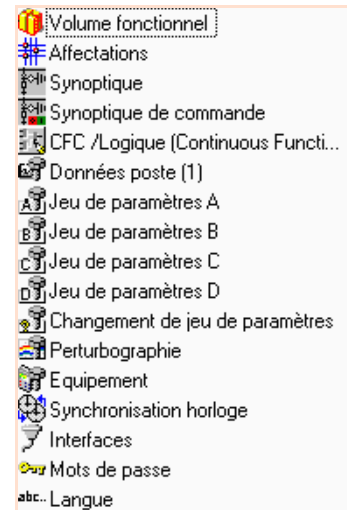 Volume fonctionnel
Affectations
Synoptique
Synoptique de commande
CFC /Logique (Continuous Functi...
Données poste (1)
A Jeu de paramètres A
B Jeu de paramètres B
C Jeu de paramètres C
D Jeu de paramètres D
Changement de jeu de paramètres
Perturbographie
Equipement
Synchronisation horloge
Interfaces
Mots de passe
abc.. Langue